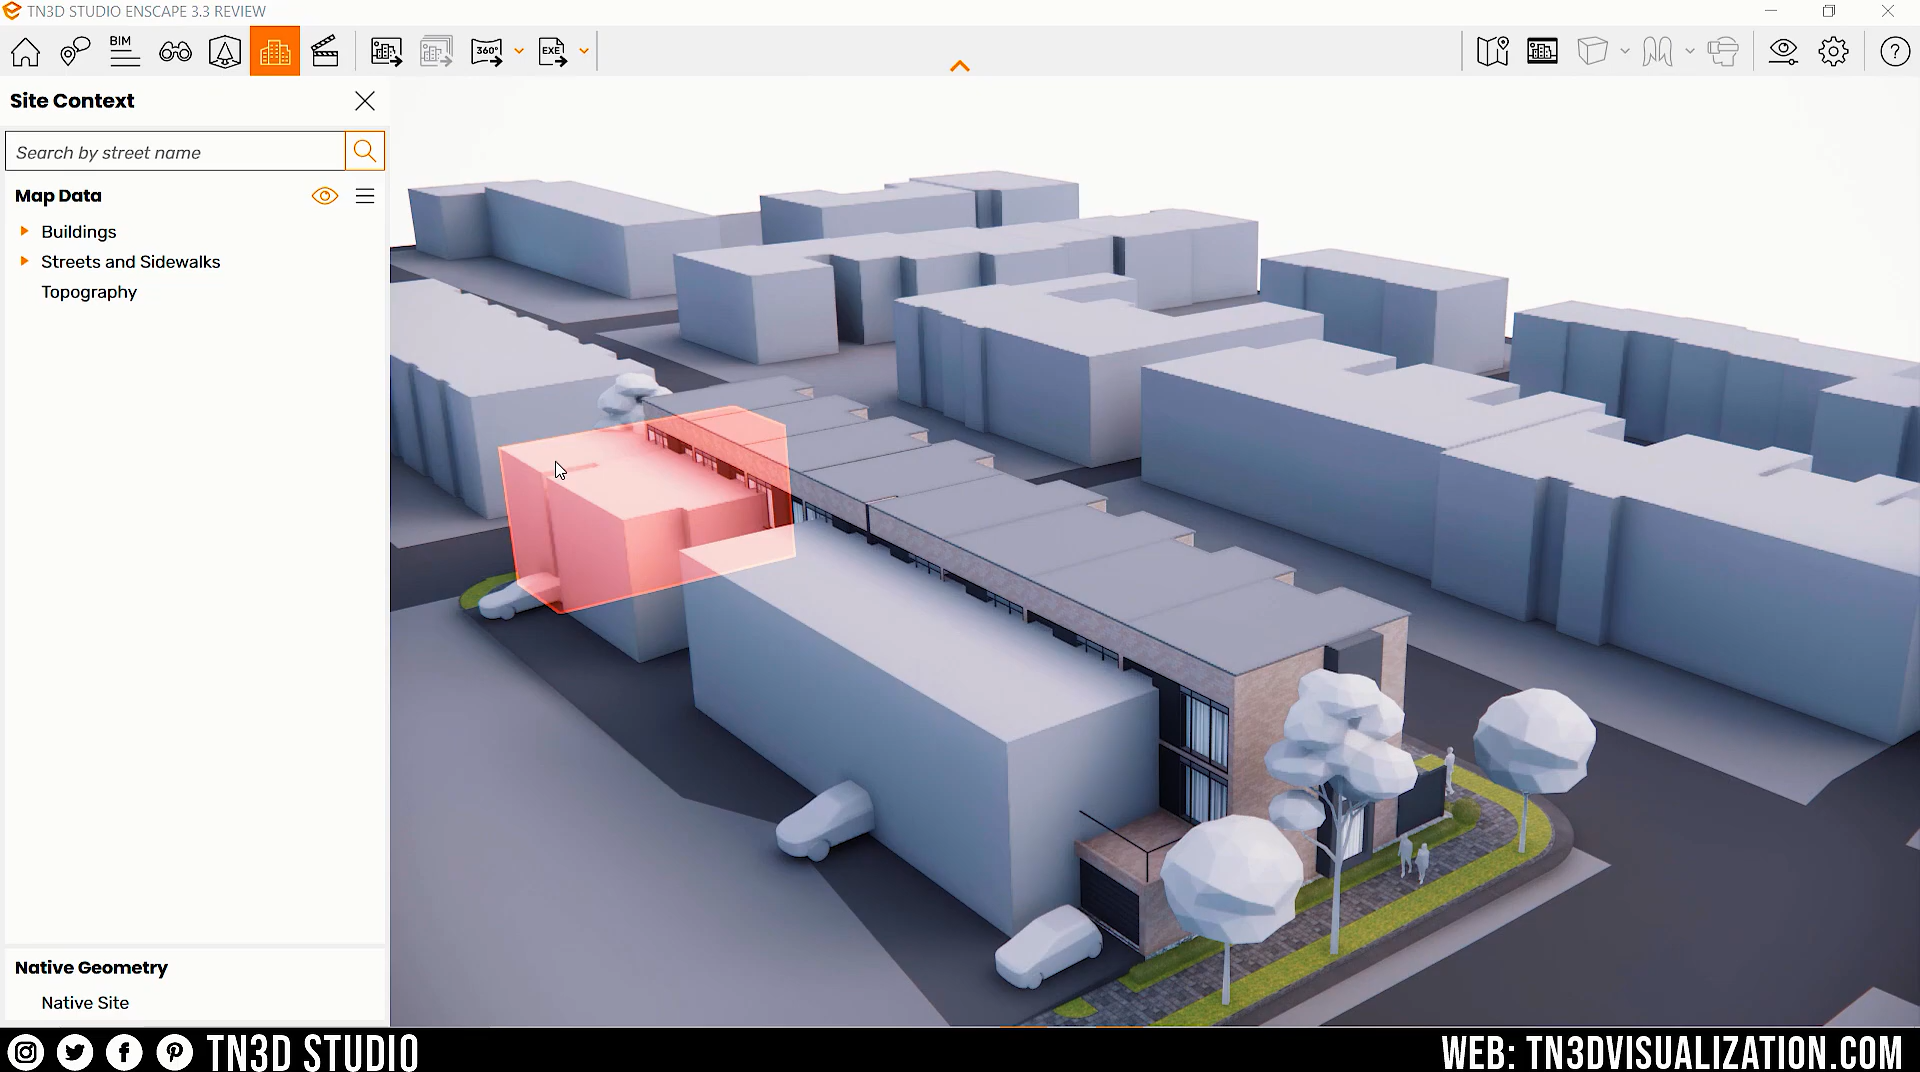 TN3D STUDIO ENSCAPE 3.3 REVIEW
BIM
360°
EXE
?
Site Context
Search by street name
Map Data
Buildings
Streets and Sidewalks
Topography
Native Geometry
Native Site
TN3D STUDIO
WEB: TN3DVISUALIZATION.COM